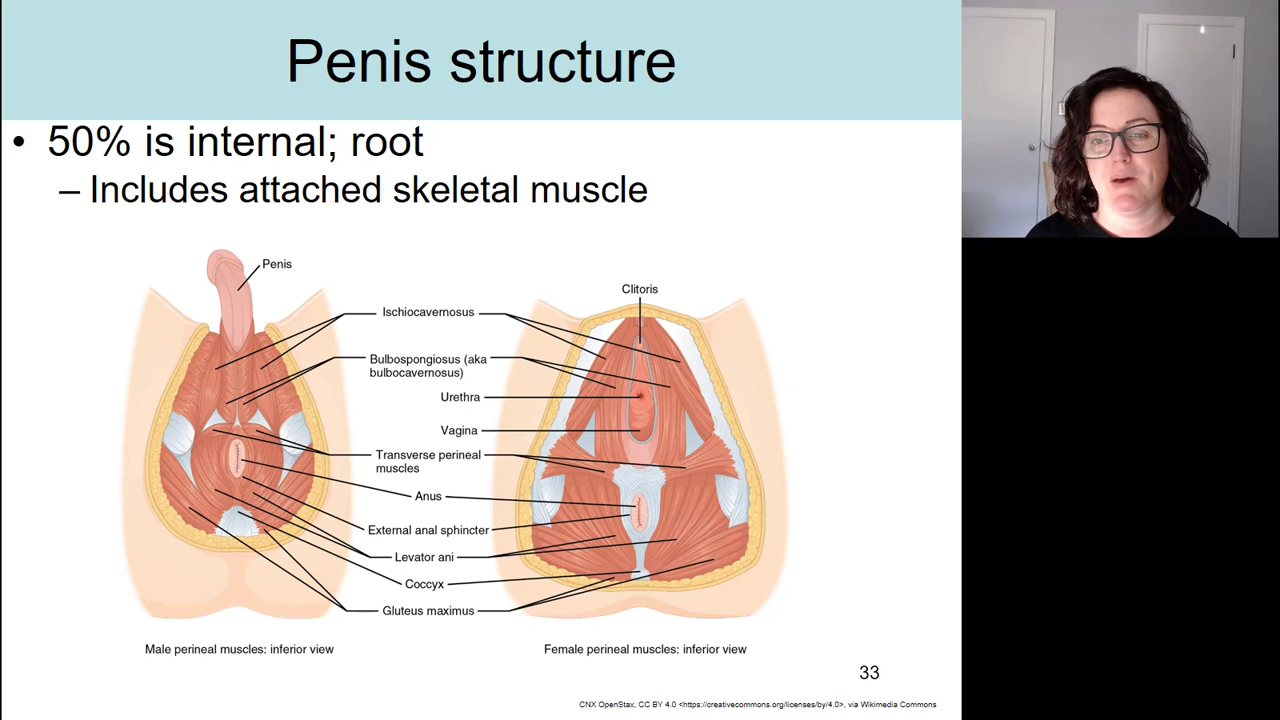 Penis structure
• 50% is internal; root
– Includes attached skeletal muscle
Penis
Clitoris
Ischiocavernosus
Bulbospongiosus (aka
bulbocavernosus)
Urethra
Vagina
Transverse perineal
muscles
Anus
External anal sphincter
Levator ani
Coccyx
Gluteus maximus
Male perineal muscles: inferior view
Female perineal muscles: inferior view
33
CNX OpenStax, CC BY 4.0 <https://creativecommons.org/licenses/by/4.0>, via Wikimedia Commons